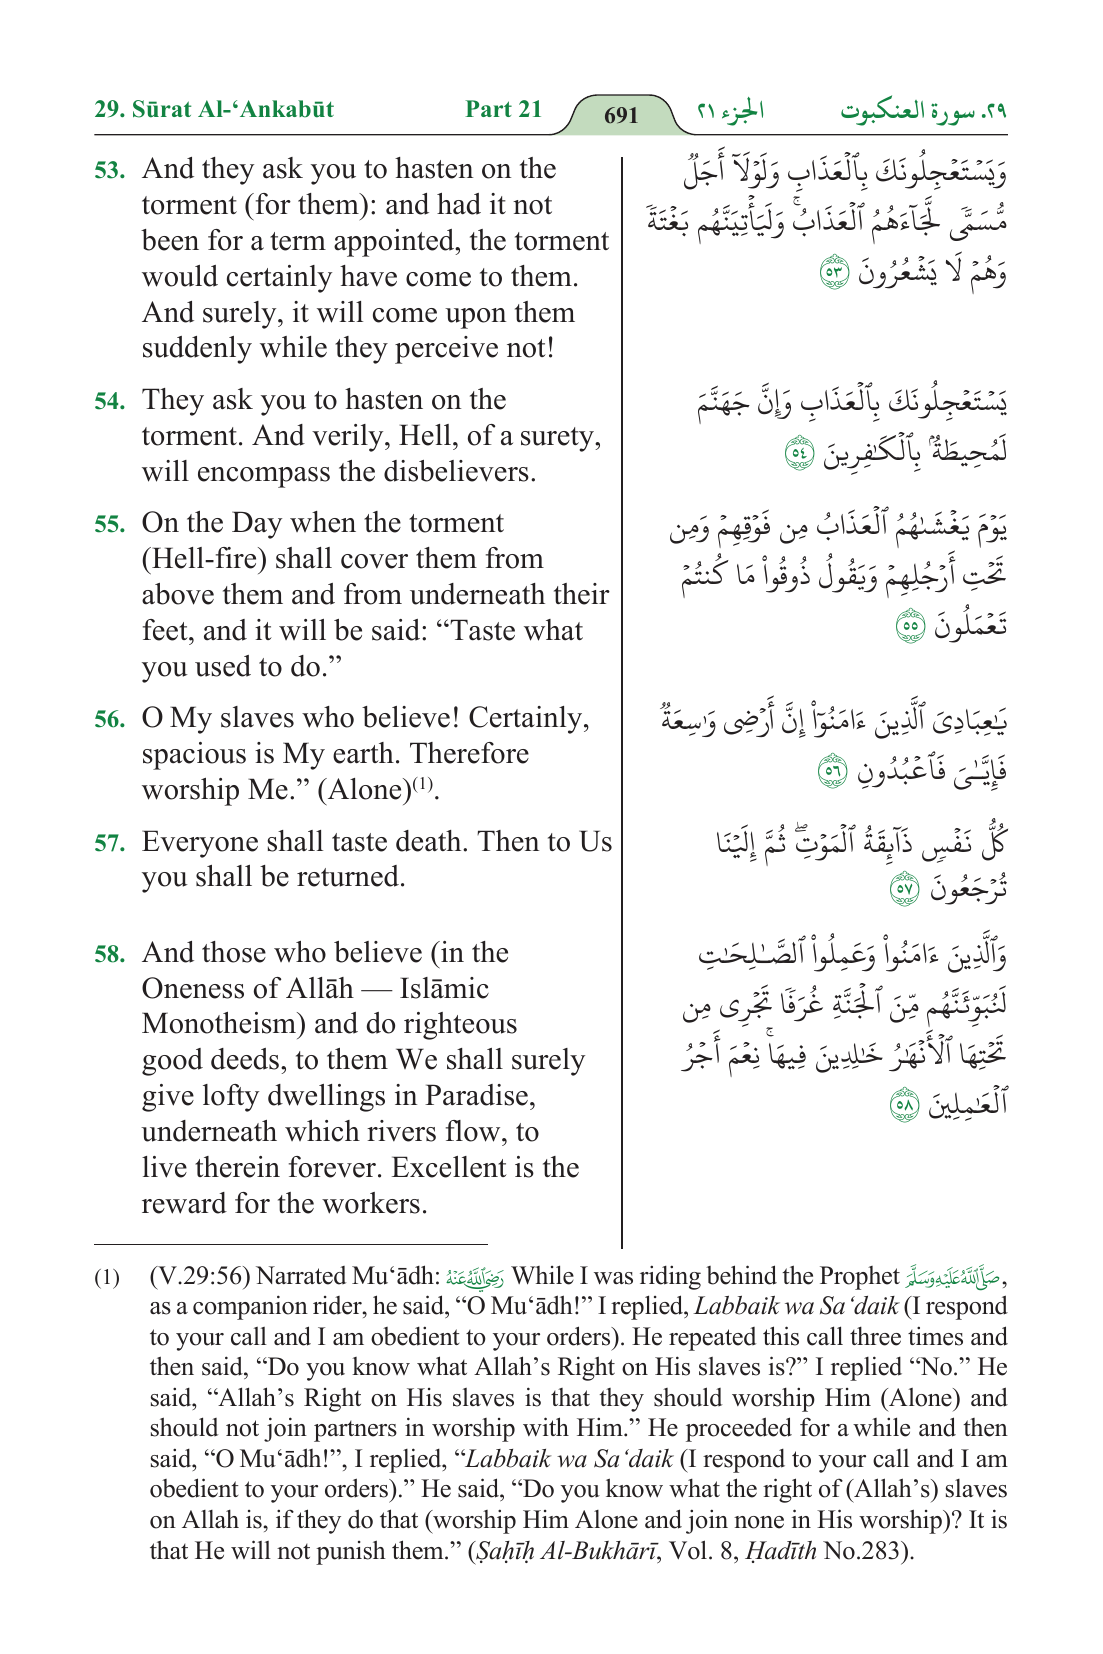 29. Sūrat Al-‘Ankabūt Part 21 691 الجزء ٢١ ٢٩. سورة العنكبوت
53. And they ask you to hasten on the
torment (for them): and had it not
been for a term appointed, the torment
would certainly have come to them.
And surely, it will come upon them
suddenly while they perceive not!
وَيَسْتَعْجِلُونَكَ بِٱلْعَذَابِ وَلَوْلَآ أَجَلٌ
مُّسَمًّى لَّجَآءَهُمُ ٱلْعَذَابُ ۚ وَلَيَأْتِيَنَّهُم بَغْتَةً
وَهُمْ لَا يَشْعُرُونَ ٥٣
54. They ask you to hasten on the
torment. And verily, Hell, of a surety,
will encompass the disbelievers.
يَسْتَعْجِلُونَكَ بِٱلْعَذَابِ وَإِنَّ جَهَنَّمَ
لَمُحِيطَةٌۢ بِٱلْكَـٰفِرِينَ ٥٤
55. On the Day when the torment
(Hell-fire) shall cover them from
above them and from underneath their
feet, and it will be said: “Taste what
you used to do.”
يَوْمَ يَغْشَىٰهُمُ ٱلْعَذَابُ مِن فَوْقِهِمْ وَمِن
تَحْتِ أَرْجُلِهِمْ وَيَقُولُ ذُوقُوا۟ مَا كُنتُمْ
تَعْمَلُونَ ٥٥
56. O My slaves who believe! Certainly,
spacious is My earth. Therefore
worship Me.” (Alone)(1).
يَـٰعِبَادِىَ ٱلَّذِينَ ءَامَنُوٓا۟ إِنَّ أَرْضِى وَٰسِعَةٌ
فَإِيَّـٰىَ فَٱعْبُدُونِ ٥٦
57. Everyone shall taste death. Then to Us
you shall be returned.
كُلُّ نَفْسٍ ذَآئِقَةُ ٱلْمَوْتِ ۖ ثُمَّ إِلَيْنَا
تُرْجَعُونَ ٥٧
58. And those who believe (in the
Oneness of Allāh — Islāmic
Monotheism) and do righteous
good deeds, to them We shall surely
give lofty dwellings in Paradise,
underneath which rivers flow, to
live therein forever. Excellent is the
reward for the workers.
وَٱلَّذِينَ ءَامَنُوا۟ وَعَمِلُوا۟ ٱلصَّـٰلِحَـٰتِ
لَنُبَوِّئَنَّهُم مِّنَ ٱلْجَنَّةِ غُرَفًا تَجْرِى مِن
تَحْتِهَا ٱلْأَنْهَـٰرُ خَـٰلِدِينَ فِيهَا ۚ نِعْمَ أَجْرُ
ٱلْعَـٰمِلِينَ ٥٨
(1) (V.29:56) Narrated Mu‘ādh: رَضِيَ اللَّهُ عَنْهُ While I was riding behind the Prophet صَلَّى اللَّهُ عَلَيْهِ وَسَلَّمَ,
as a companion rider, he said, “O Mu‘ādh!” I replied, Labbaik wa Sa‘daik (I respond
to your call and I am obedient to your orders). He repeated this call three times and
then said, “Do you know what Allah’s Right on His slaves is?” I replied “No.” He
said, “Allah’s Right on His slaves is that they should worship Him (Alone) and
should not join partners in worship with Him.” He proceeded for a while and then
said, “O Mu‘ādh!”, I replied, “Labbaik wa Sa‘daik (I respond to your call and I am
obedient to your orders).” He said, “Do you know what the right of (Allah’s) slaves
on Allah is, if they do that (worship Him Alone and join none in His worship)? It is
that He will not punish them.” (Ṣaḥīḥ Al-Bukhārī, Vol. 8, Ḥadīth No.283).